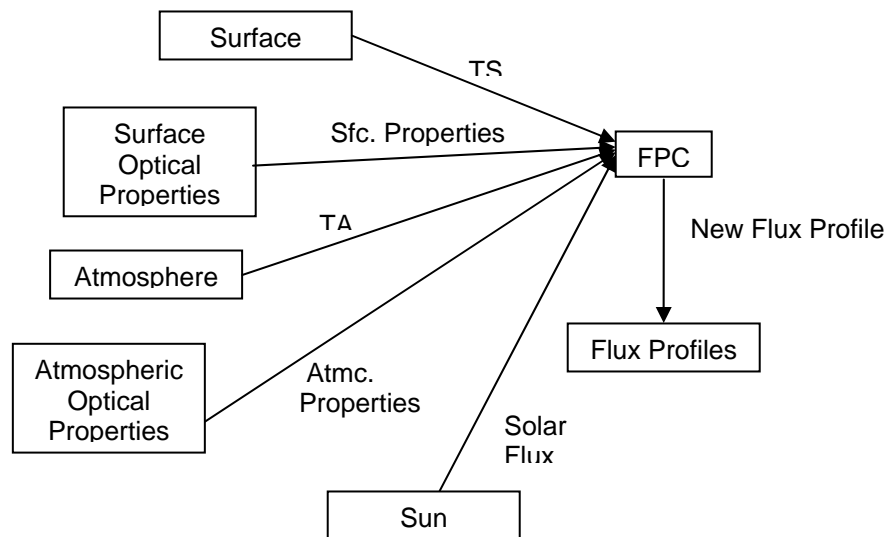 Surface
TS
Surface
Optical
Properties
Sfc. Properties
FPC
TA
New Flux Profile
Atmosphere
Flux Profiles
Atmospheric
Optical
Properties
Atmc.
Properties
Solar
Flux
Sun